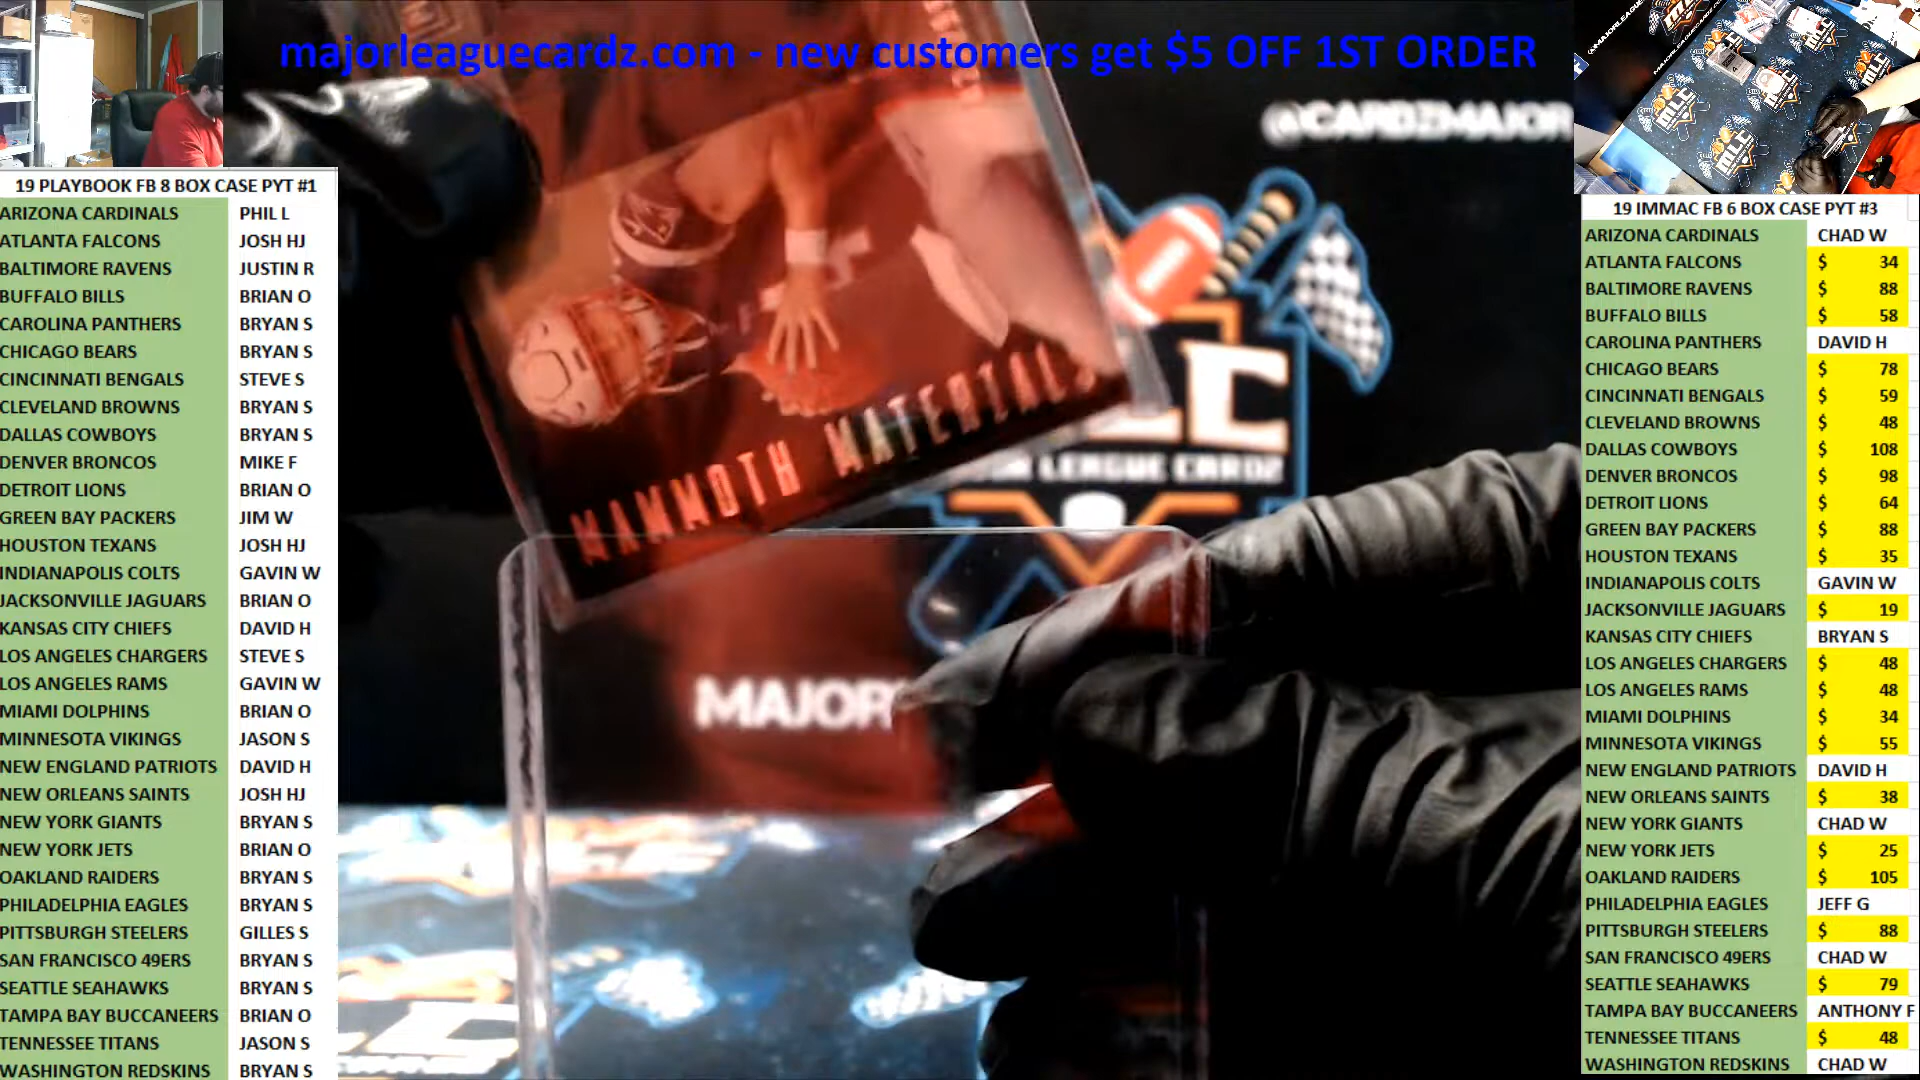 majorleaguecardz.com - new customers get $5 OFF 1ST ORDER
@CARDZMAJOR
MAMMOTH MATERIALS
LEAGUE CARDZ
MAJOR
MLC
19 PLAYBOOK FB 8 BOX CASE PYT #1
ARIZONA CARDINALS PHIL L
ATLANTA FALCONS JOSH HJ
BALTIMORE RAVENS JUSTIN R
BUFFALO BILLS BRIAN O
CAROLINA PANTHERS BRYAN S
CHICAGO BEARS BRYAN S
CINCINNATI BENGALS STEVE S
CLEVELAND BROWNS BRYAN S
DALLAS COWBOYS BRYAN S
DENVER BRONCOS MIKE F
DETROIT LIONS BRIAN O
GREEN BAY PACKERS JIM W
HOUSTON TEXANS JOSH HJ
INDIANAPOLIS COLTS GAVIN W
JACKSONVILLE JAGUARS BRIAN O
KANSAS CITY CHIEFS DAVID H
LOS ANGELES CHARGERS STEVE S
LOS ANGELES RAMS GAVIN W
MIAMI DOLPHINS BRIAN O
MINNESOTA VIKINGS JASON S
NEW ENGLAND PATRIOTS DAVID H
NEW ORLEANS SAINTS JOSH HJ
NEW YORK GIANTS BRYAN S
NEW YORK JETS BRIAN O
OAKLAND RAIDERS BRYAN S
PHILADELPHIA EAGLES BRYAN S
PITTSBURGH STEELERS GILLES S
SAN FRANCISCO 49ERS BRYAN S
SEATTLE SEAHAWKS BRYAN S
TAMPA BAY BUCCANEERS BRIAN O
TENNESSEE TITANS JASON S
WASHINGTON REDSKINS BRYAN S
19 IMMAC FB 6 BOX CASE PYT #3
ARIZONA CARDINALS CHAD W
ATLANTA FALCONS $ 34
BALTIMORE RAVENS $ 88
BUFFALO BILLS $ 58
CAROLINA PANTHERS DAVID H
CHICAGO BEARS $ 78
CINCINNATI BENGALS $ 59
CLEVELAND BROWNS $ 48
DALLAS COWBOYS $ 108
DENVER BRONCOS $ 98
DETROIT LIONS $ 64
GREEN BAY PACKERS $ 88
HOUSTON TEXANS $ 35
INDIANAPOLIS COLTS GAVIN W
JACKSONVILLE JAGUARS $ 19
KANSAS CITY CHIEFS BRYAN S
LOS ANGELES CHARGERS $ 48
LOS ANGELES RAMS $ 48
MIAMI DOLPHINS $ 34
MINNESOTA VIKINGS $ 55
NEW ENGLAND PATRIOTS DAVID H
NEW ORLEANS SAINTS $ 38
NEW YORK GIANTS CHAD W
NEW YORK JETS $ 25
OAKLAND RAIDERS $ 105
PHILADELPHIA EAGLES JEFF G
PITTSBURGH STEELERS $ 88
SAN FRANCISCO 49ERS CHAD W
SEATTLE SEAHAWKS $ 79
TAMPA BAY BUCCANEERS ANTHONY F
TENNESSEE TITANS $ 48
WASHINGTON REDSKINS CHAD W